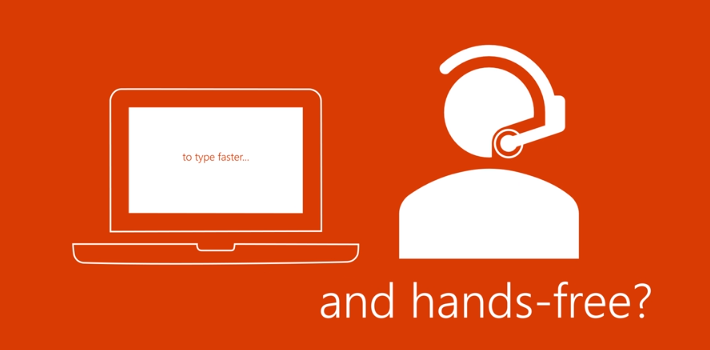 to type faster...
and hands-free?